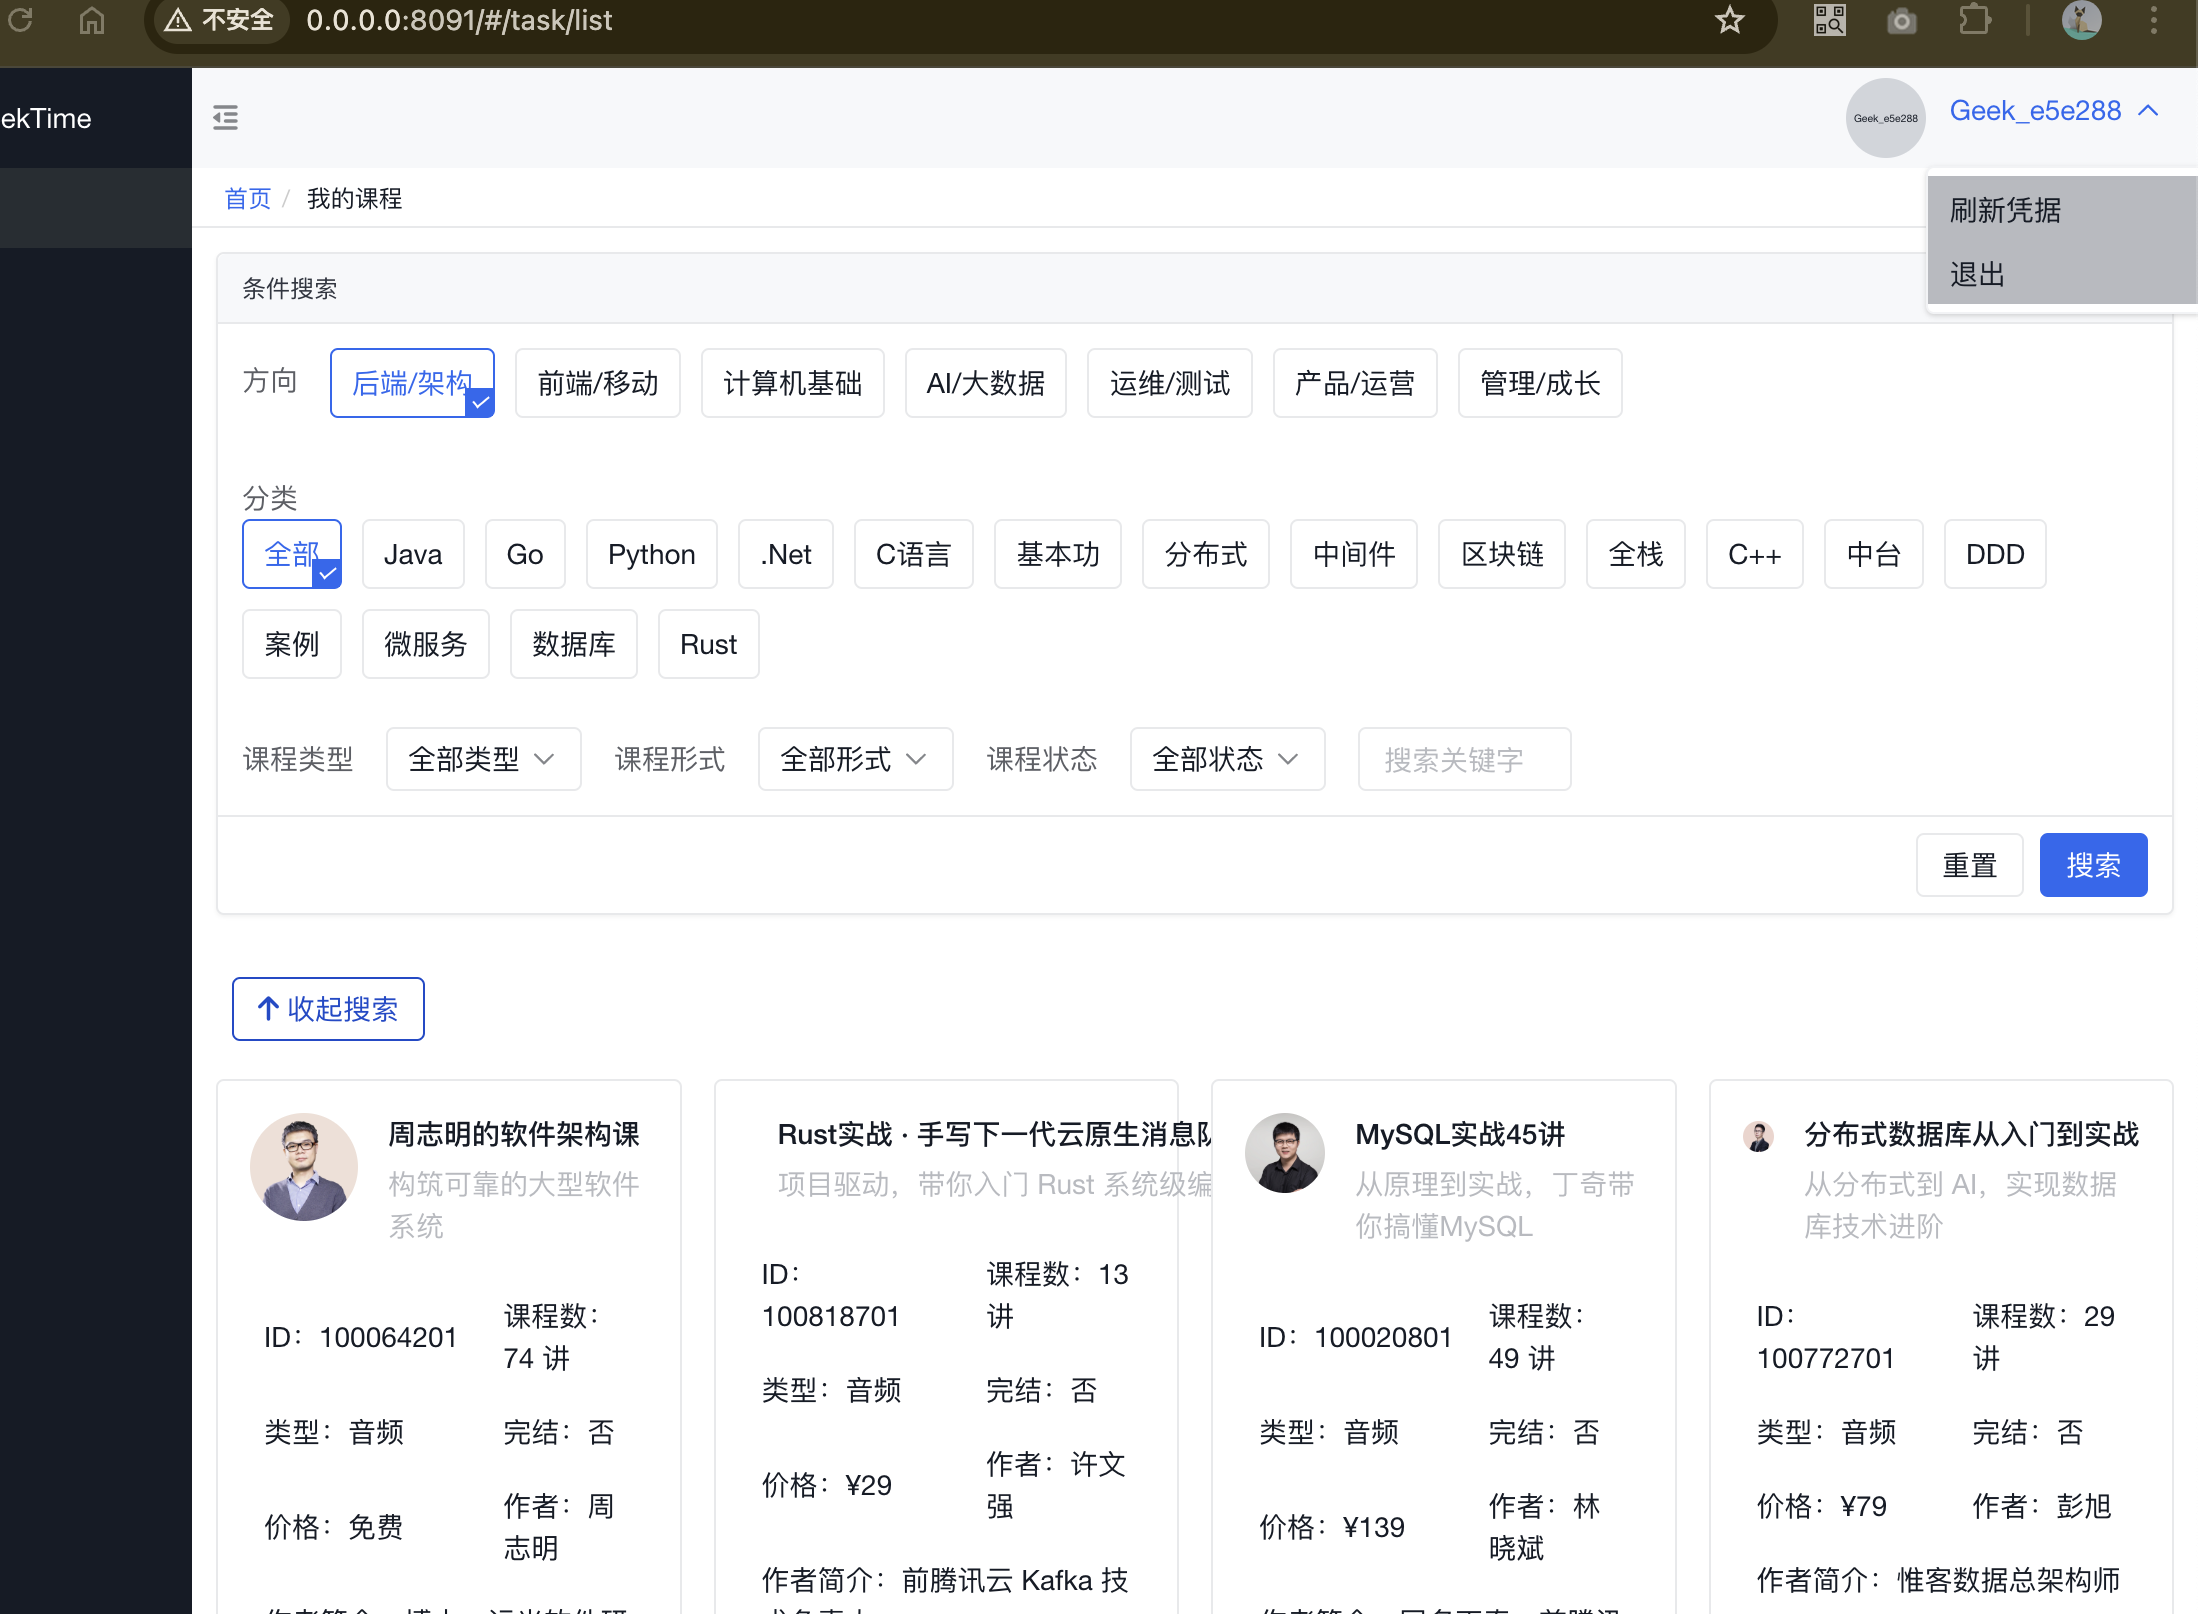 不安全 0.0.0.0:8091/#/task/list
ekTime
Geek_e5e288
Geek_e5e288
首页 / 我的课程
刷新凭据
退出
条件搜索
方向 后端/架构 前端/移动 计算机基础 AI/大数据 运维/测试 产品/运营 管理/成长
分类
全部 Java Go Python .Net C语言 基本功 分布式 中间件 区块链 全栈 C++ 中台 DDD
案例 微服务 数据库 Rust
课程类型 全部类型 课程形式 全部形式 课程状态 全部状态 搜索关键字
重置 搜索
收起搜索
周志明的软件架构课
构筑可靠的大型软件
系统
ID：100064201
课程数：
74 讲
类型：音频 完结：否
价格：免费
作者：周
志明
Rust实战 · 手写下一代云原生消息队
项目驱动，带你入门 Rust 系统级编
ID：
100818701
课程数：13
讲
类型：音频 完结：否
价格：¥29
作者：许文
强
作者简介：前腾讯云 Kafka 技
MySQL实战45讲
从原理到实战，丁奇带
你搞懂MySQL
ID：100020801
课程数：
49 讲
类型：音频 完结：否
价格：¥139
作者：林
晓斌
分布式数据库从入门到实战
从分布式到 AI，实现数据
库技术进阶
ID：
100772701
课程数：29
讲
类型：音频 完结：否
价格：¥79 作者：彭旭
作者简介：惟客数据总架构师